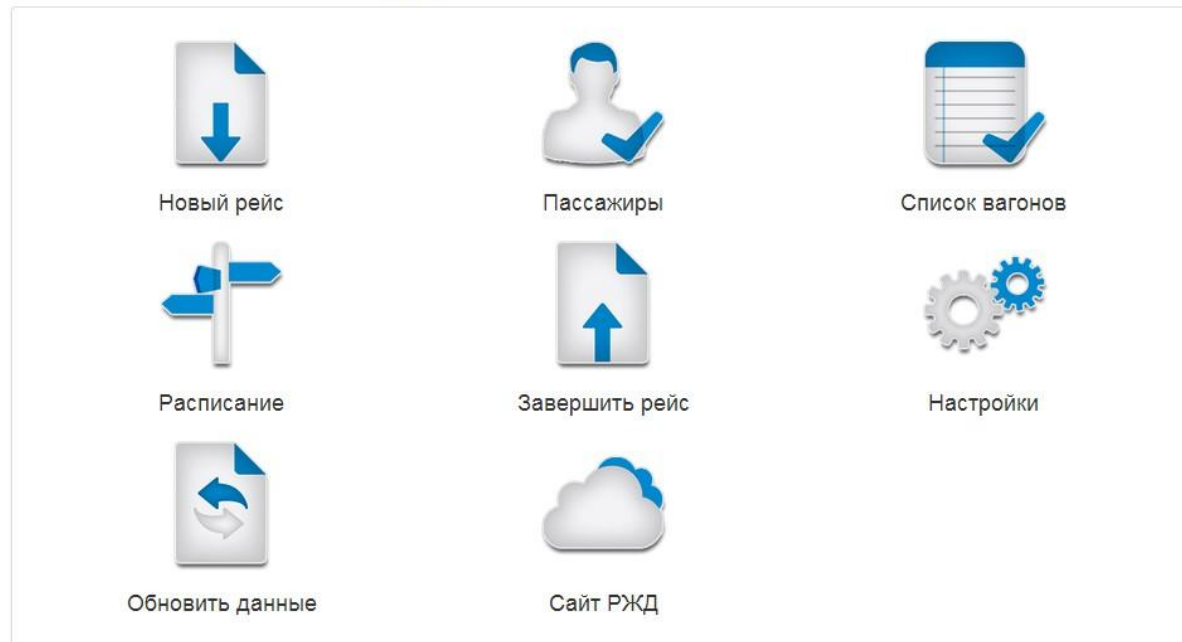 Новый рейс
Пассажиры
Список вагонов
Расписание
Завершить рейс
Настройки
Обновить данные
Сайт РЖД